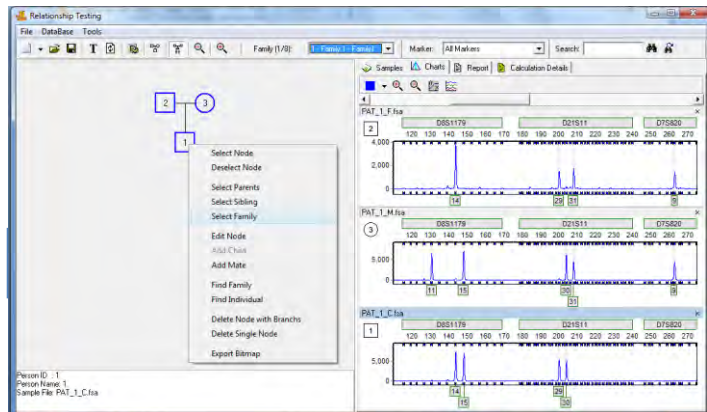 Relationship Testing
File DataBase Tools
Family (1/8): 1 - Family 1 - Family1 Marker: All Markers Search:
Samples Charts Report Calculation Details
2 3
1
Select Node
Deselect Node
Select Parents
Select Sibling
Select Family
Edit Node
Add Child
Add Mate
Find Family
Find Individual
Delete Node with Branchs
Delete Single Node
Export Bitmap
Person ID : 1
Person Name: 1
Sample File: PAT_1_C.fsa
PAT_1_F.fsa
2 D8S1179 D21S11 D7S820
120 130 140 150 160 170 180 190 200 210 220 230 240 250 260 270
4,000
2,000
0
14 29 31 9
PAT_1_M.fsa
3 D8S1179 D21S11 D7S820
120 130 140 150 160 170 180 190 200 210 220 230 240 250 260 270
5,000
0
11 15 30 9
31
PAT_1_C.fsa
1 D8S1179 D21S11 D7S820
120 130 140 150 160 170 180 190 200 210 220 230 240 250 260 270
5,000
0
14 29
15 30